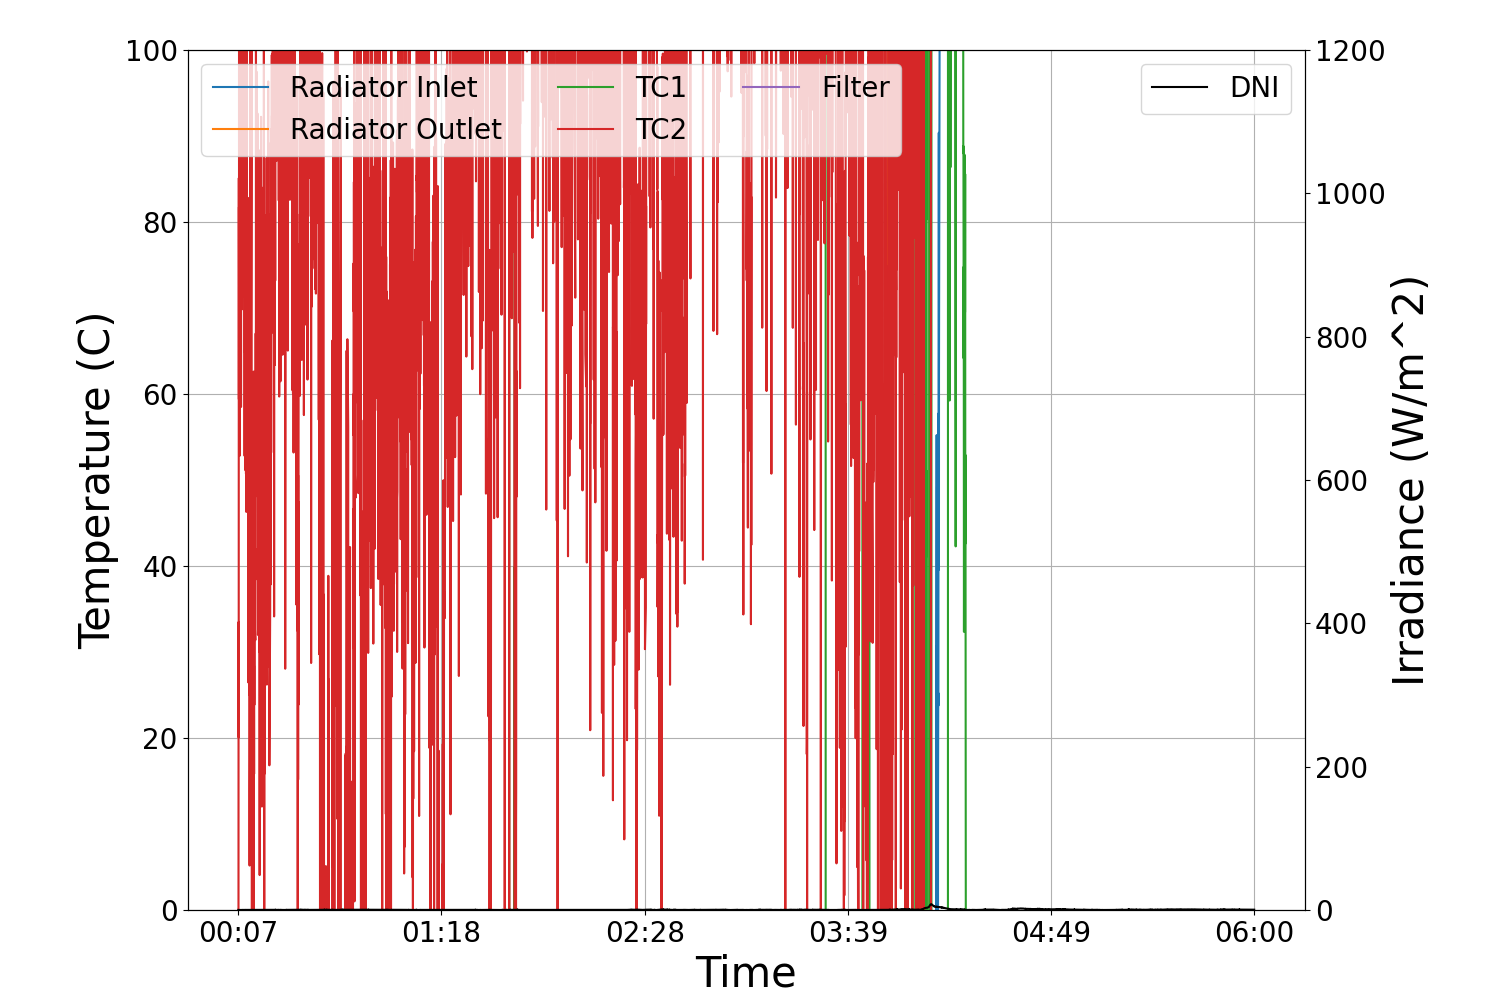 Radiator Inlet
Radiator Outlet
TC1
TC2
Filter
DNI
100
80
60
40
20
0
1200
1000
800
600
400
200
0
00:07 01:18 02:28 03:39 04:49 06:00
Time
Temperature (C)
Irradiance (W/m^2)